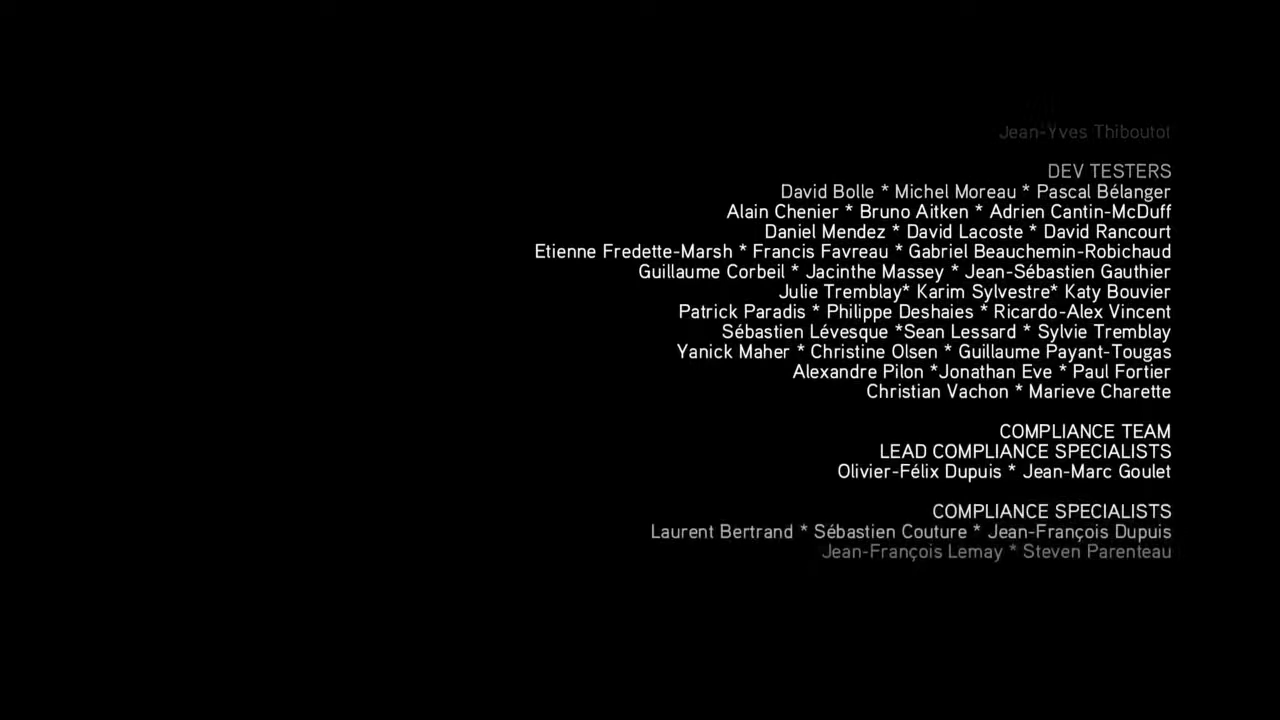 Jean-Yves Thiboutot
DEV TESTERS
David Bolle * Michel Moreau * Pascal Bélanger
Alain Chenier * Bruno Aitken * Adrien Cantin-McDuff
Daniel Mendez * David Lacoste * David Rancourt
Etienne Fredette-Marsh * Francis Favreau * Gabriel Beauchemin-Robichaud
Guillaume Corbeil * Jacinthe Massey * Jean-Sébastien Gauthier
Julie Tremblay* Karim Sylvestre* Katy Bouvier
Patrick Paradis * Philippe Deshaies * Ricardo-Alex Vincent
Sébastien Lévesque *Sean Lessard * Sylvie Tremblay
Yanick Maher * Christine Olsen * Guillaume Payant-Tougas
Alexandre Pilon *Jonathan Eve * Paul Fortier
Christian Vachon * Marieve Charette
COMPLIANCE TEAM
LEAD COMPLIANCE SPECIALISTS
Olivier-Félix Dupuis * Jean-Marc Goulet
COMPLIANCE SPECIALISTS
Laurent Bertrand * Sébastien Couture * Jean-François Dupuis
Jean-François Lemay * Steven Parenteau